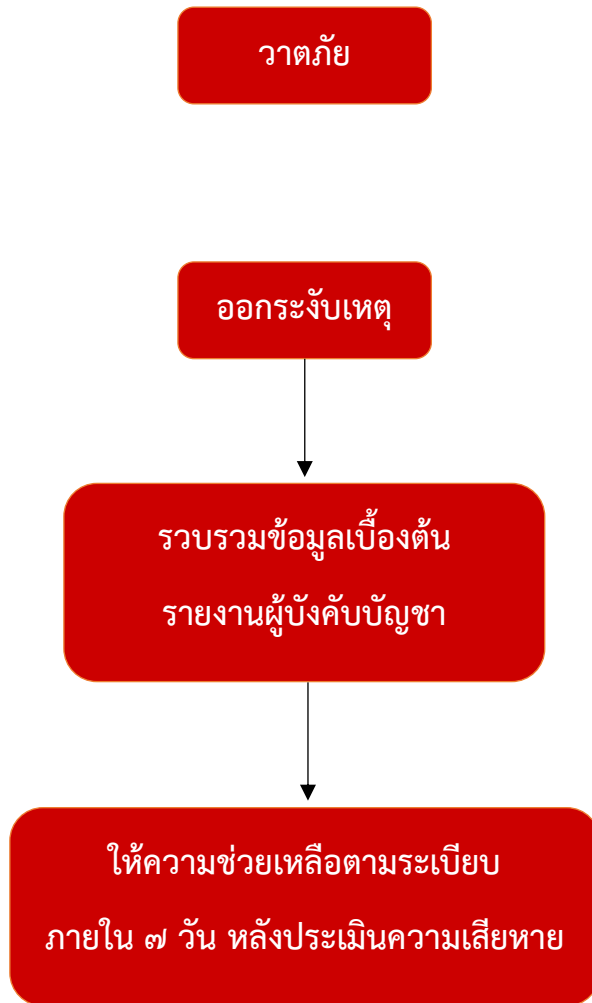 วาตภัย
ออกระงับเหตุ
รวบรวมข้อมูลเบื้องต้น
รายงานผู้บังคับบัญชา
ให้ความช่วยเหลือตามระเบียบ
ภายใน ๗ วัน หลังประเมินความเสียหาย